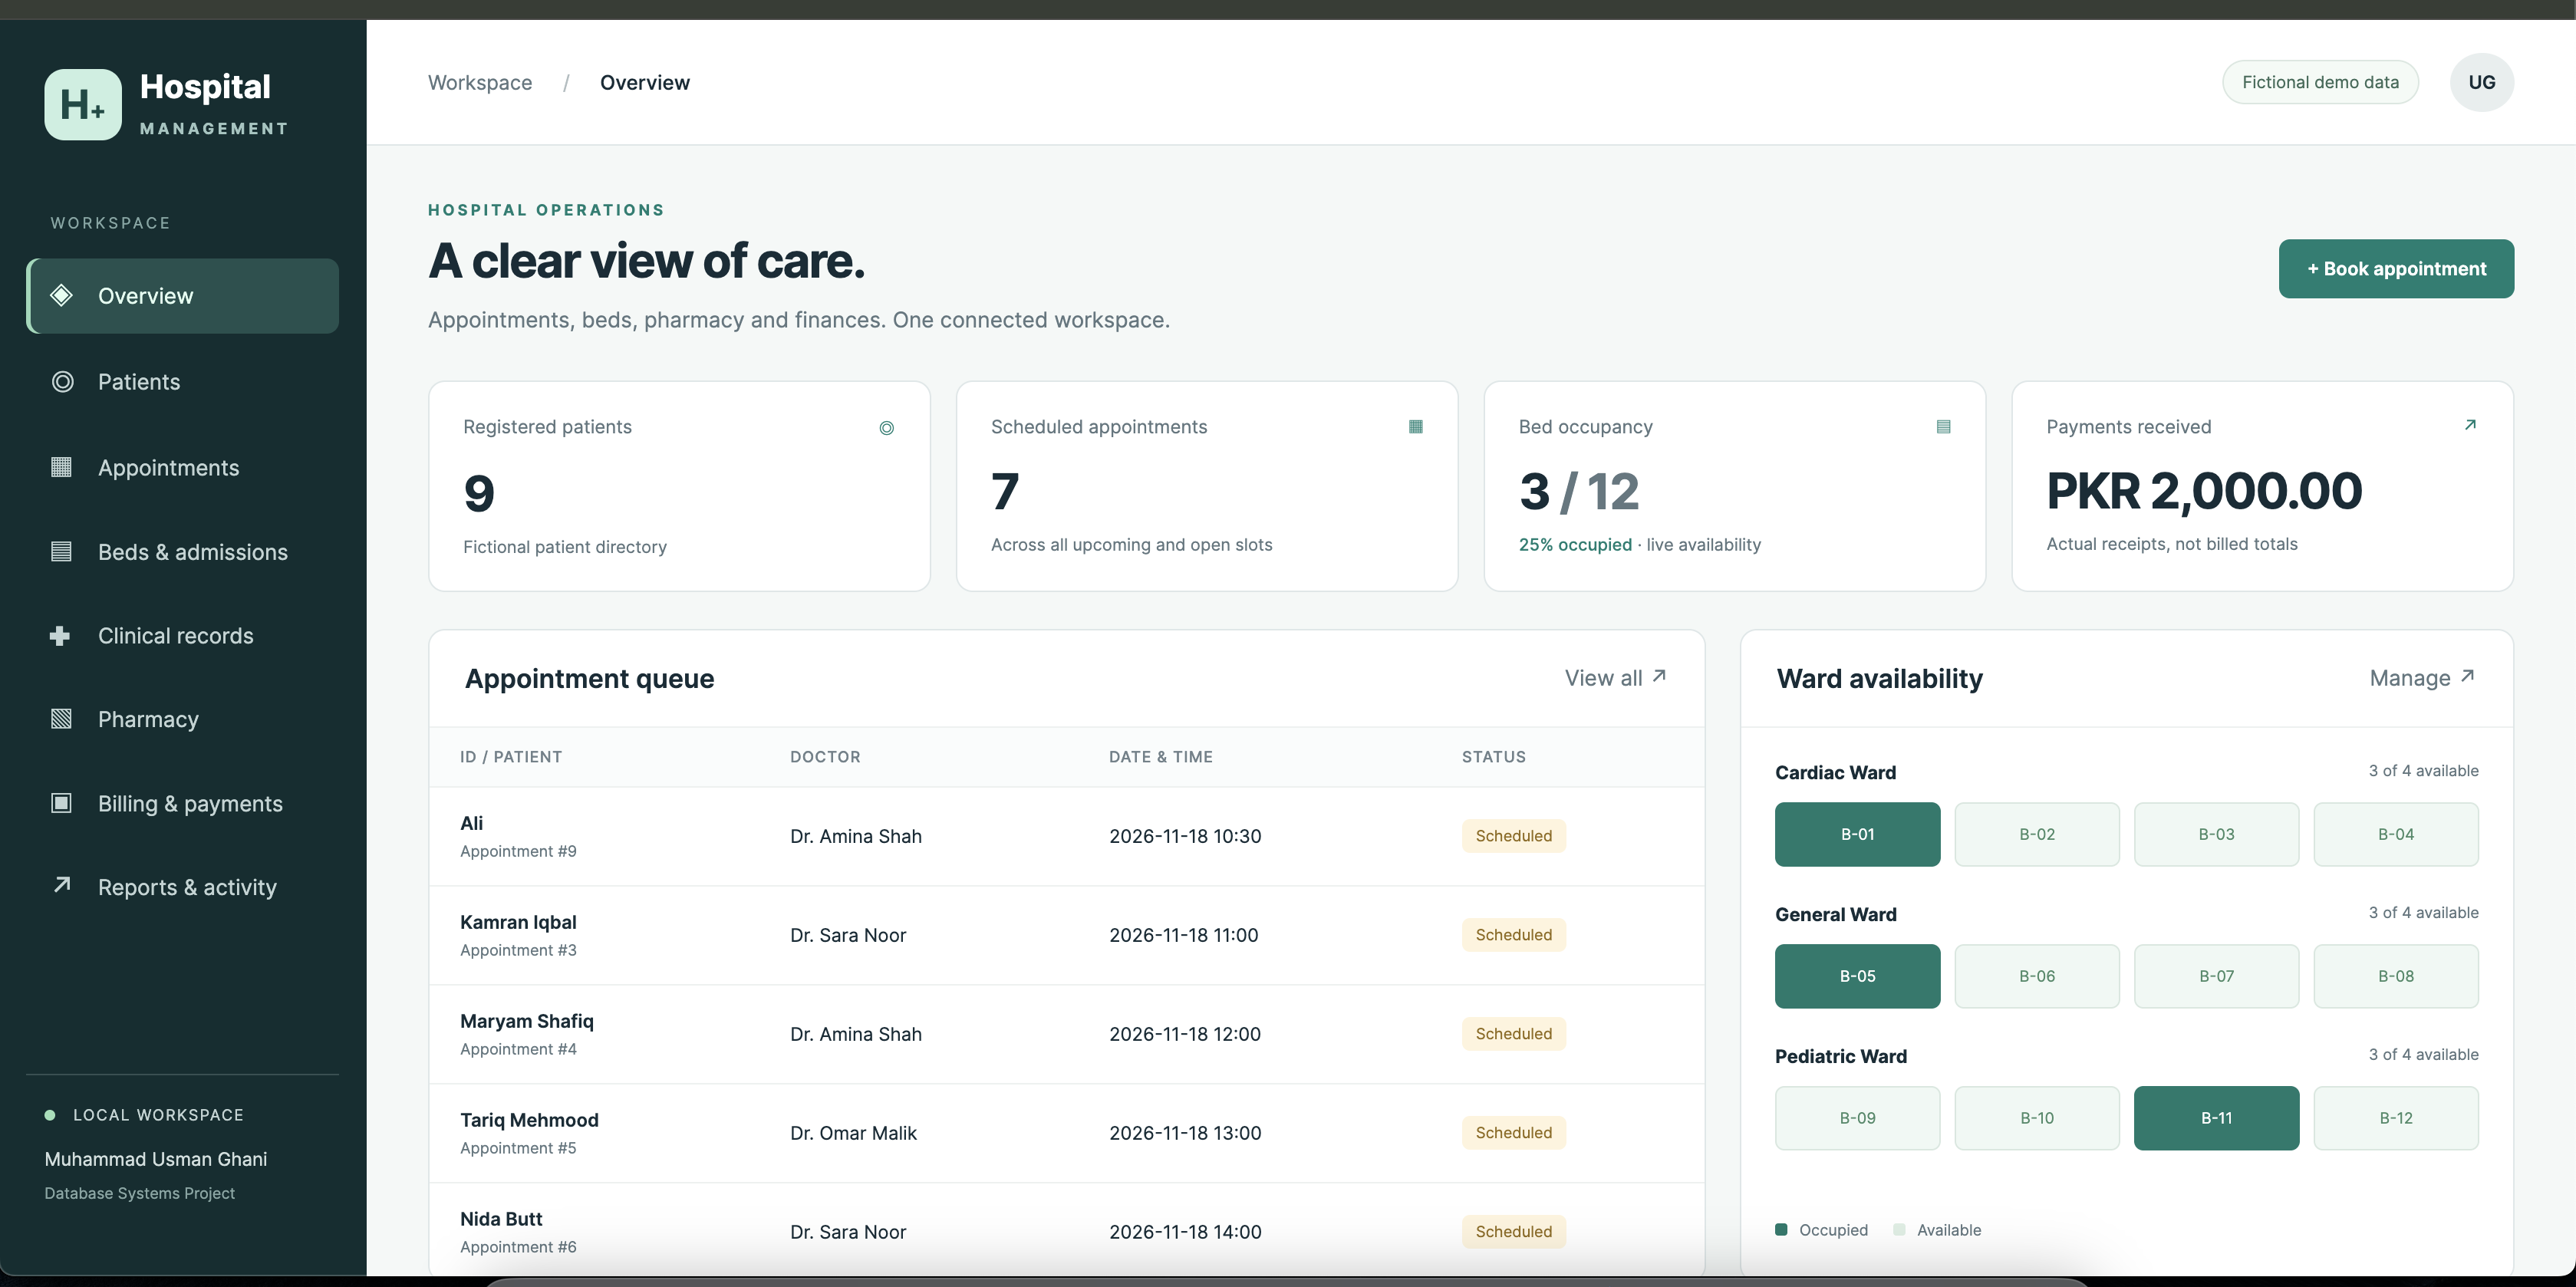 H+
Hospital
MANAGEMENT
WORKSPACE
Overview
Patients
Appointments
Beds & admissions
Clinical records
Pharmacy
Billing & payments
Reports & activity
LOCAL WORKSPACE
Muhammad Usman Ghani
Database Systems Project
Workspace / Overview
Fictional demo data
UG
HOSPITAL OPERATIONS
A clear view of care.
Appointments, beds, pharmacy and finances. One connected workspace.
+ Book appointment
Registered patients
9
Fictional patient directory
Scheduled appointments
7
Across all upcoming and open slots
Bed occupancy
3 / 12
25% occupied · live availability
Payments received
PKR 2,000.00
Actual receipts, not billed totals
Appointment queue
View all ↗
ID / PATIENT DOCTOR DATE & TIME STATUS
Ali
Appointment #9
Dr. Amina Shah
2026-11-18 10:30
Scheduled
Kamran Iqbal
Appointment #3
Dr. Sara Noor
2026-11-18 11:00
Scheduled
Maryam Shafiq
Appointment #4
Dr. Amina Shah
2026-11-18 12:00
Scheduled
Tariq Mehmood
Appointment #5
Dr. Omar Malik
2026-11-18 13:00
Scheduled
Nida Butt
Appointment #6
Dr. Sara Noor
2026-11-18 14:00
Scheduled
Ward availability
Manage ↗
Cardiac Ward
3 of 4 available
B-01 B-02 B-03 B-04
General Ward
3 of 4 available
B-05 B-06 B-07 B-08
Pediatric Ward
3 of 4 available
B-09 B-10 B-11 B-12
Occupied Available